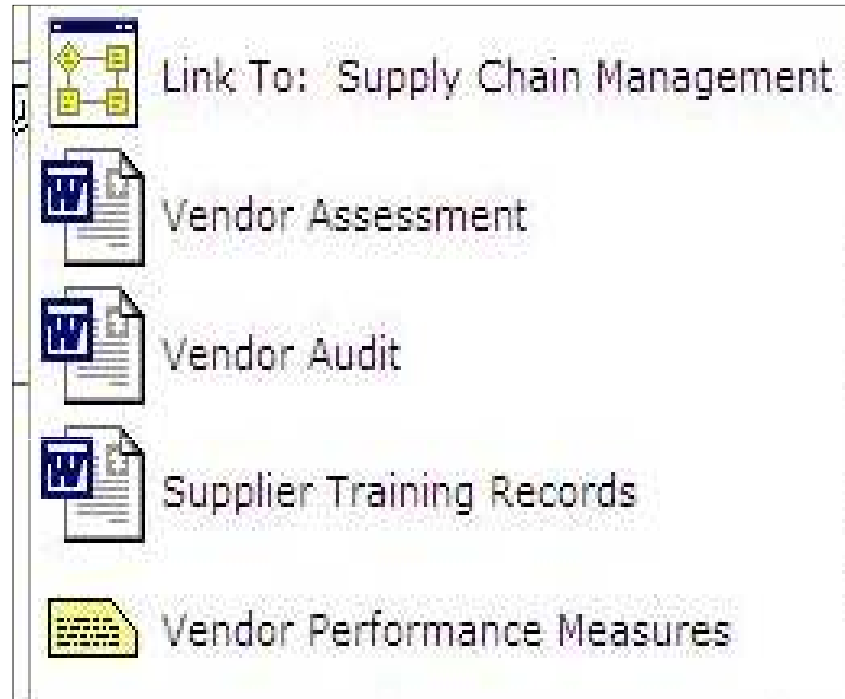 Link To: Supply Chain Management
Vendor Assessment
Vendor Audit
Supplier Training Records
Vendor Performance Measures